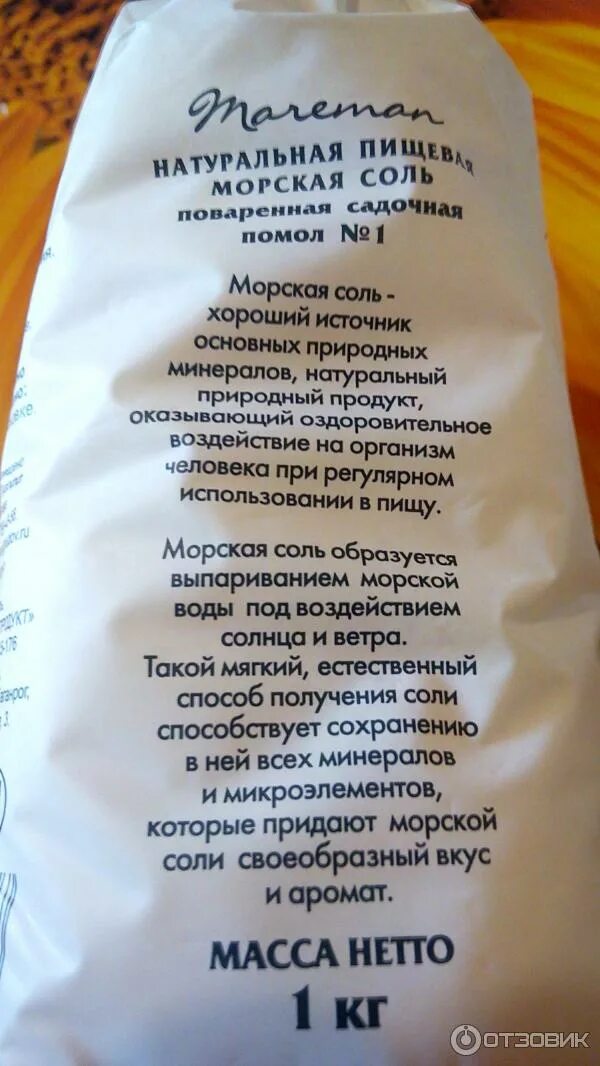 Mareman
НАТУРАЛЬНАЯ ПИЩЕВАЯ
МОРСКАЯ СОЛЬ
поваренная садочная
помол №1
Морская соль -
хороший источник
основных природных
минералов, натуральный
природный продукт,
оказывающий оздоровительное
воздействие на организм
человека при регулярном
использовании в пищу.
Морская соль образуется
выпариванием морской
воды под воздействием
солнца и ветра.
Такой мягкий, естественный
способ получения соли
способствует сохранению
в ней всех минералов
и микроэлементов,
которые придают морской
соли своеобразный вкус
и аромат.
МАССА НЕТТО
1 кг
ОТЗОВИК